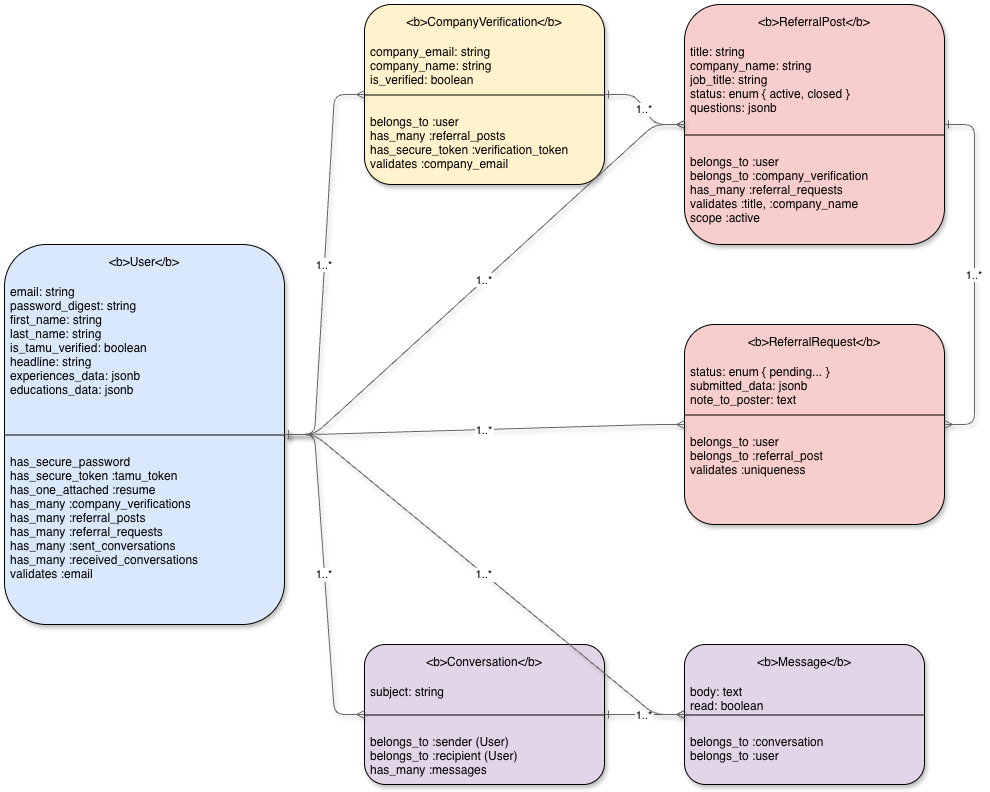 <b>CompanyVerification</b>
company_email: string
company_name: string
is_verified: boolean
belongs_to :user
has_many :referral_posts
has_secure_token :verification_token
validates :company_email
<b>ReferralPost</b>
title: string
company_name: string
job_title: string
status: enum { active, closed }
questions: jsonb
belongs_to :user
belongs_to :company_verification
has_many :referral_requests
validates :title, :company_name
scope :active
1..*
1..*
1..*
1..*
<b>User</b>
email: string
password_digest: string
first_name: string
last_name: string
is_tamu_verified: boolean
headline: string
experiences_data: jsonb
educations_data: jsonb
has_secure_password
has_secure_token :tamu_token
has_one_attached :resume
has_many :company_verifications
has_many :referral_posts
has_many :referral_requests
has_many :sent_conversations
has_many :received_conversations
validates :email
<b>ReferralRequest</b>
status: enum { pending... }
submitted_data: jsonb
note_to_poster: text
belongs_to :user
belongs_to :referral_post
validates :uniqueness
1..*
1..*
1..*
<b>Conversation</b>
subject: string
belongs_to :sender (User)
belongs_to :recipient (User)
has_many :messages
1..*
<b>Message</b>
body: text
read: boolean
belongs_to :conversation
belongs_to :user